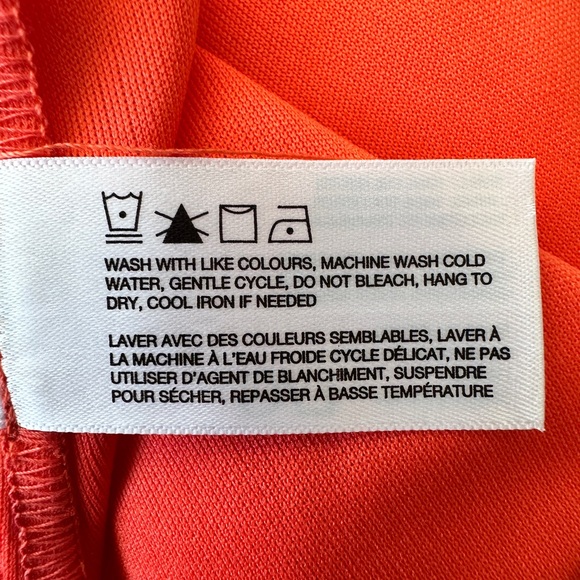 WASH WITH LIKE COLOURS, MACHINE WASH COLD
WATER, GENTLE CYCLE, DO NOT BLEACH, HANG TO
DRY, COOL IRON IF NEEDED
LAVER AVEC DES COULEURS SEMBLABLES, LAVER À
LA MACHINE À L'EAU FROIDE CYCLE DÉLICAT, NE PAS
UTILISER D'AGENT DE BLANCHIMENT, SUSPENDRE
POUR SÉCHER, REPASSER À BASSE TEMPÉRATURE